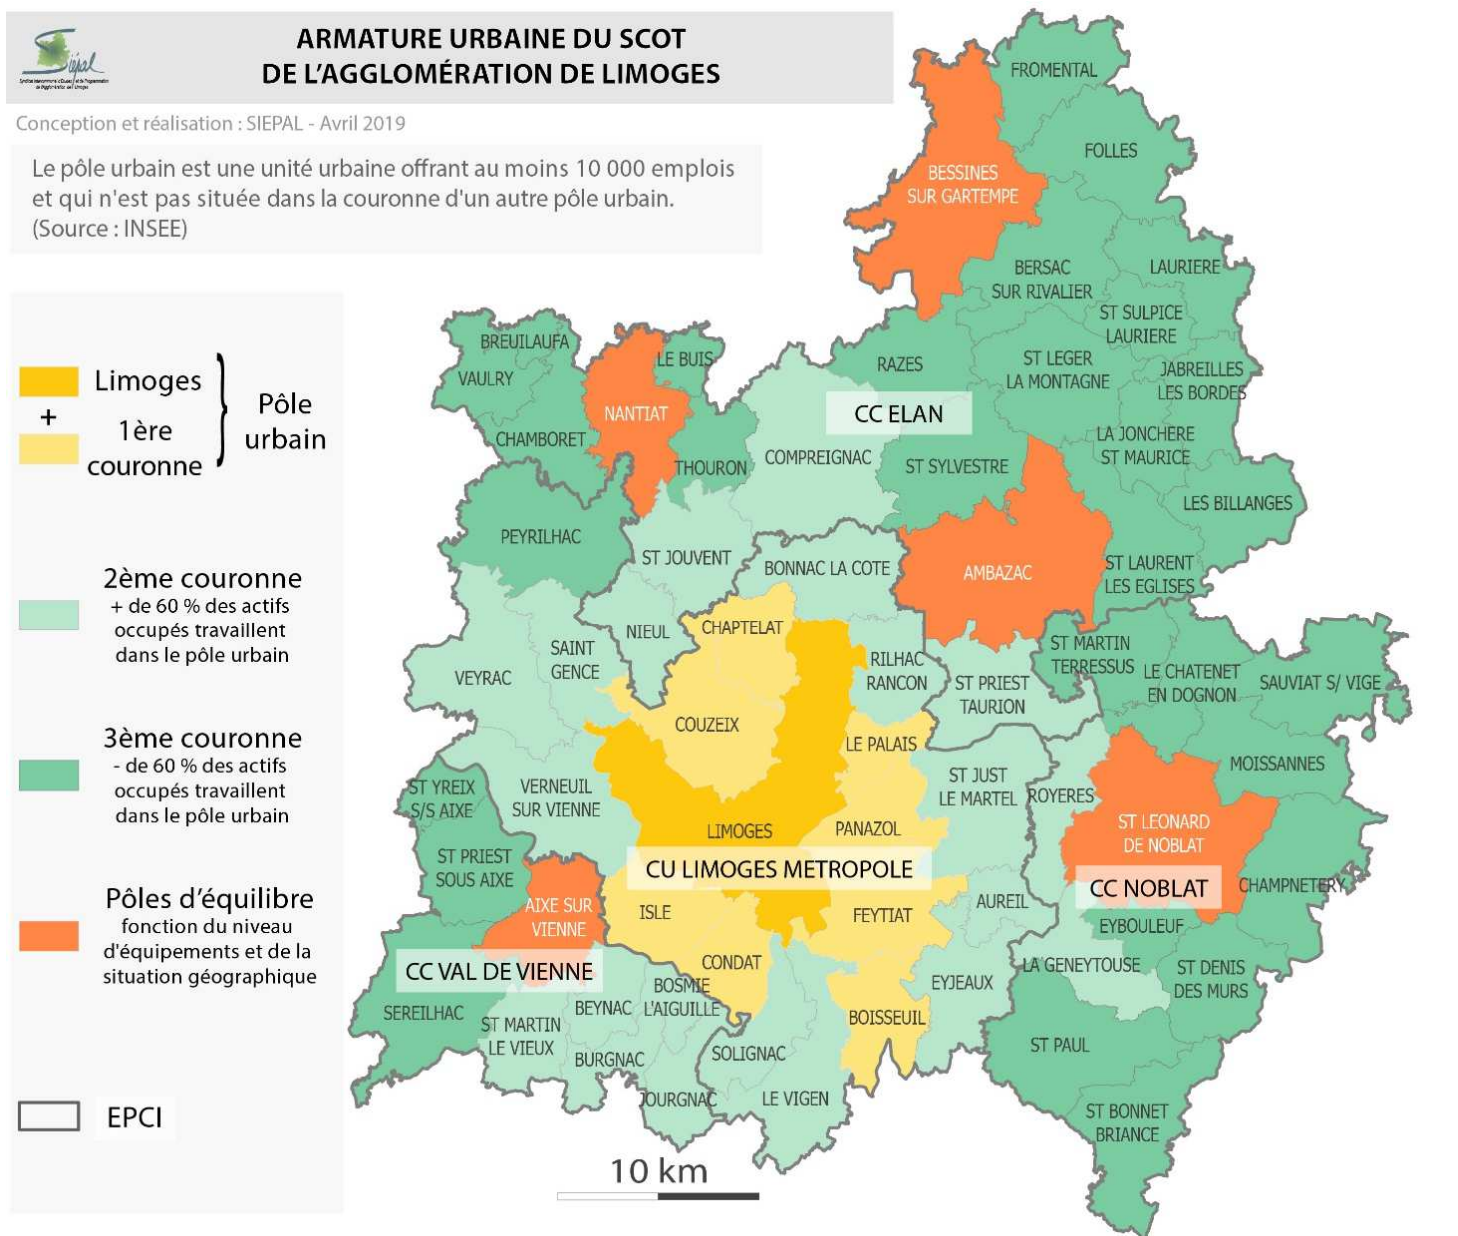 ARMATURE URBAINE DU SCOT
DE L'AGGLOMÉRATION DE LIMOGES
Siépal
Conception et réalisation : SIEPAL - Avril 2019
Le pôle urbain est une unité urbaine offrant au moins 10 000 emplois
et qui n'est pas située dans la couronne d'un autre pôle urbain.
(Source : INSEE)
Limoges
+
1ère
couronne
Pôle
urbain
2ème couronne
+ de 60 % des actifs
occupés travaillent
dans le pôle urbain
3ème couronne
- de 60 % des actifs
occupés travaillent
dans le pôle urbain
Pôles d'équilibre
fonction du niveau
d'équipements et de la
situation géographique
EPCI
FROMENTAL
FOLLES
BESSINES
SUR GARTEMPE
BERSAC
SUR RIVALIER
LAURIERE
ST SULPICE
LAURIERE
BREUILAUFA
VAULRY
LE BUIS
RAZES
ST LEGER
LA MONTAGNE
JABREILLES
LES BORDES
NANTIAT
CC ELAN
CHAMBORET
THOURON
COMPREIGNAC
ST SYLVESTRE
LA JONCHERE
ST MAURICE
LES BILLANGES
PEYRILHAC
ST JOUVENT
BONNAC LA COTE
AMBAZAC
ST LAURENT
LES EGLISES
NIEUL
CHAPTELAT
SAINT
GENCE
VEYRAC
RILHAC
RANCON
ST PRIEST
TAURION
ST MARTIN
TERRESSUS
LE CHATENET
EN DOGNON
SAUVIAT S/ VIGE
COUZEIX
LE PALAIS
MOISSANNES
ST YREIX
S/S AIXE
VERNEUIL
SUR VIENNE
ST JUST
LE MARTEL
ROYERES
LIMOGES
PANAZOL
ST LEONARD
DE NOBLAT
ST PRIEST
SOUS AIXE
CU LIMOGES METROPOLE
CC NOBLAT
CHAMPNETERY
AIXE SUR
VIENNE
ISLE
FEYTIAT
AUREIL
EYBOULEUF
CC VAL DE VIENNE
CONDAT
LA GENEYTOUSE
ST DENIS
DES MURS
BOSMIE
L'AIGUILLE
EYJEAUX
SEREILHAC
ST MARTIN
LE VIEUX
BEYNAC
BOISSEUIL
BURGNAC
SOLIGNAC
ST PAUL
JOURGNAC
LE VIGEN
ST BONNET
BRIANCE
10 km